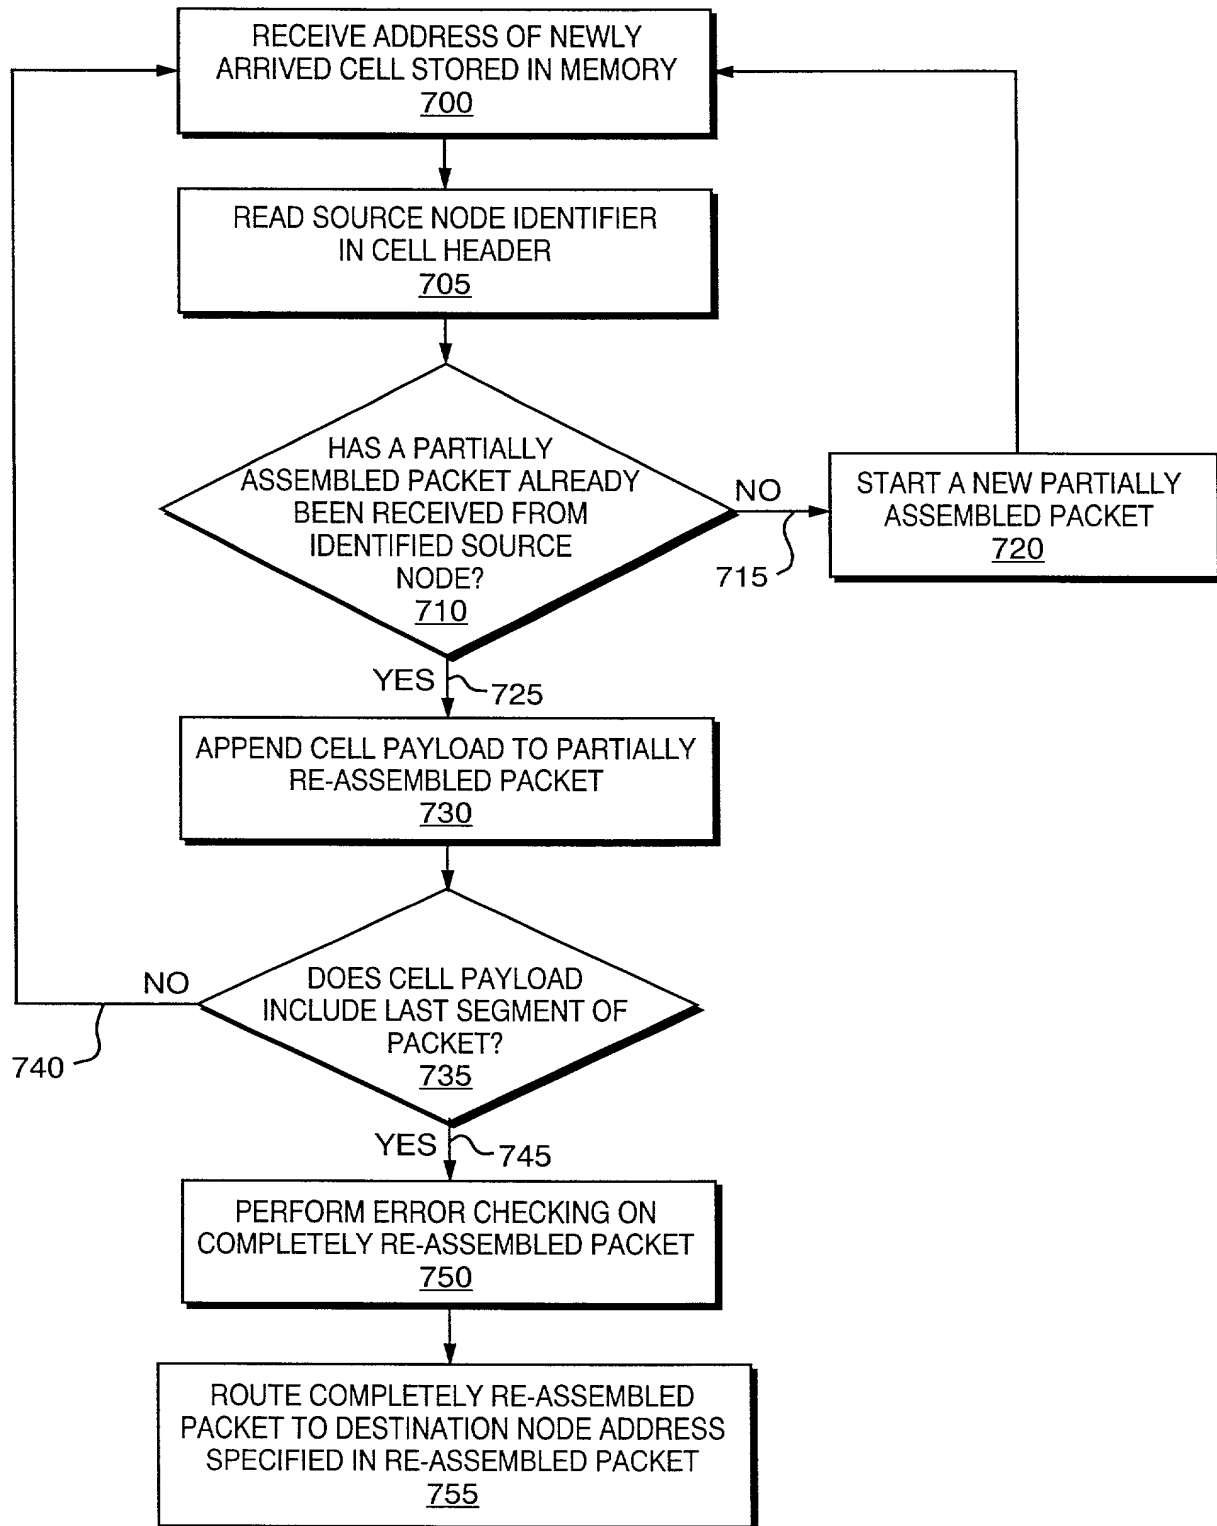 RECEIVE ADDRESS OF NEWLY
ARRIVED CELL STORED IN MEMORY
700
READ SOURCE NODE IDENTIFIER
IN CELL HEADER
705
HAS A PARTIALLY
ASSEMBLED PACKET ALREADY
BEEN RECEIVED FROM
IDENTIFIED SOURCE
NODE?
710
NO
715
START A NEW PARTIALLY
ASSEMBLED PACKET
720
YES
725
APPEND CELL PAYLOAD TO PARTIALLY
RE-ASSEMBLED PACKET
730
DOES CELL PAYLOAD
INCLUDE LAST SEGMENT OF
PACKET?
735
NO
740
YES
745
PERFORM ERROR CHECKING ON
COMPLETELY RE-ASSEMBLED PACKET
750
ROUTE COMPLETELY RE-ASSEMBLED
PACKET TO DESTINATION NODE ADDRESS
SPECIFIED IN RE-ASSEMBLED PACKET
755